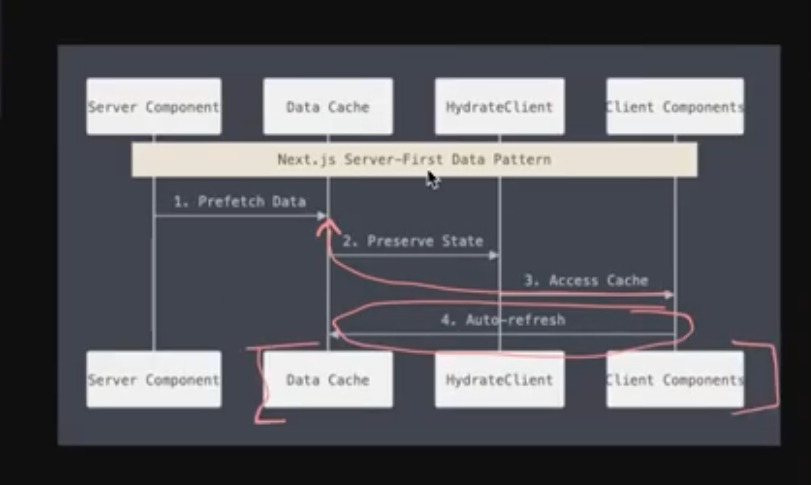 Server Component
Data Cache
HydrateClient
Client Components
Next.js Server-First Data Pattern
1. Prefetch Data
2. Preserve State
3. Access Cache
4. Auto-refresh
Server Component
Data Cache
HydrateClient
Client Components